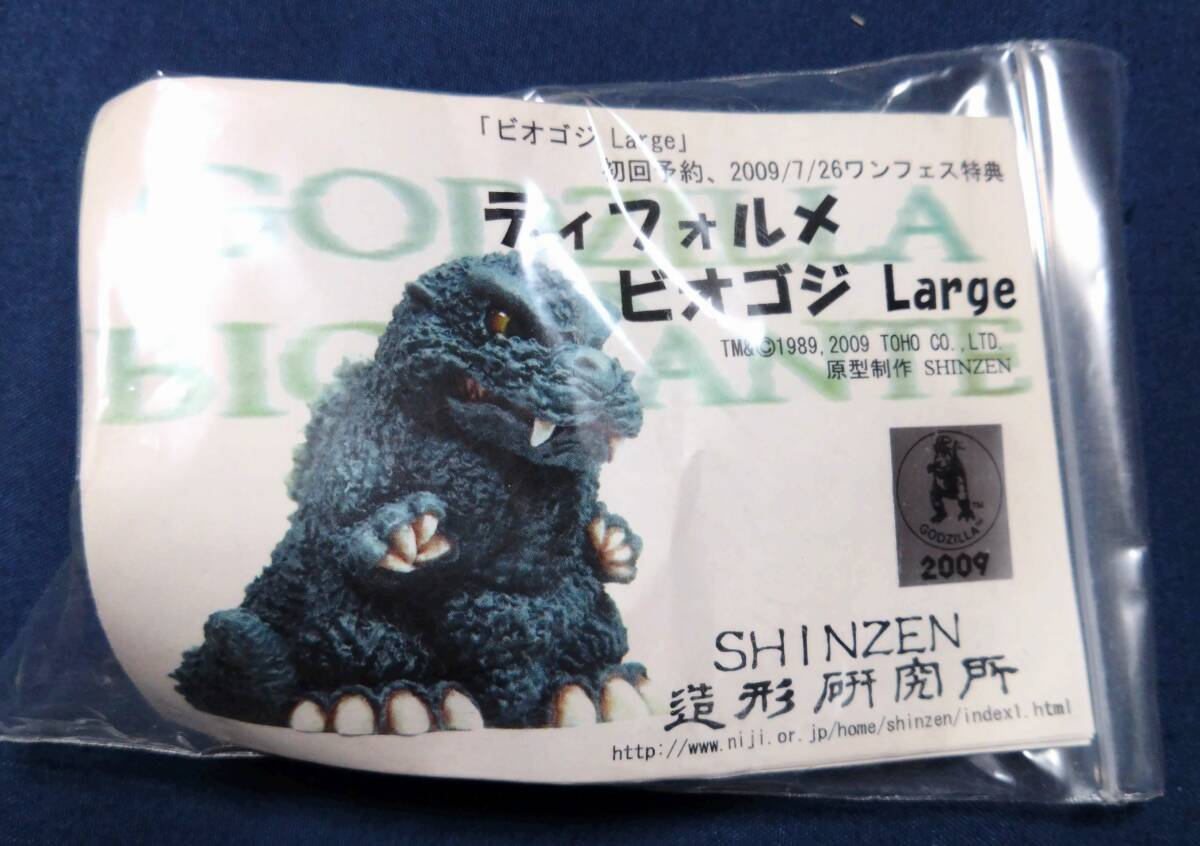 「ビオゴジ Large」
初回予約、2009/7/26ワンフェス特典
GODZILLA
ディフォルメ
ビオゴジ Large
BIOLLANTE
TM&©1989,2009 TOHO CO.,LTD.
原型制作 SHINZEN
TM
GODZILLA
2009
SHINZEN
造形研究所
http://www.niji.or.jp/home/shinzen/index1.html